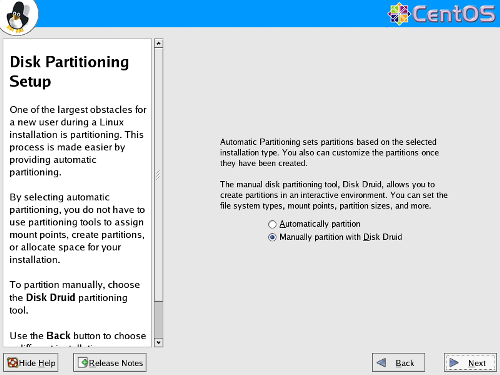 CentOS
Disk Partitioning
Setup
One of the largest obstacles for
a new user during a Linux
installation is partitioning. This
process is made easier by
providing automatic
partitioning.
By selecting automatic
partitioning, you do not have to
use partitioning tools to assign
mount points, create partitions,
or allocate space for your
installation.
To partition manually, choose
the Disk Druid partitioning
tool.
Use the Back button to choose
Automatic Partitioning sets partitions based on the selected
installation type. You also can customize the partitions once
they have been created.
The manual disk partitioning tool, Disk Druid, allows you to
create partitions in an interactive environment. You can set the
file system types, mount points, partition sizes, and more.
Automatically partition
Manually partition with Disk Druid
Hide Help
Release Notes
Back
Next